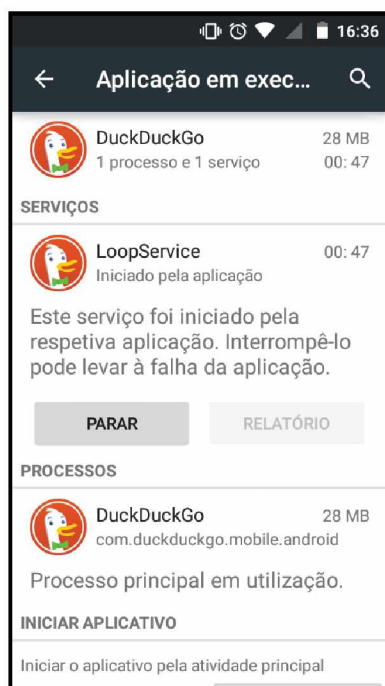 16:36
Aplicação em exec...
DuckDuckGo 28 MB
1 processo e 1 serviço 00:47
SERVIÇOS
LoopService 00:47
Iniciado pela aplicação
Este serviço foi iniciado pela
respetiva aplicação. Interrompê-lo
pode levar à falha da aplicação.
PARAR RELATÓRIO
PROCESSOS
DuckDuckGo 28 MB
com.duckduckgo.mobile.android
Processo principal em utilização.
INICIAR APLICATIVO
Iniciar o aplicativo pela atividade principal